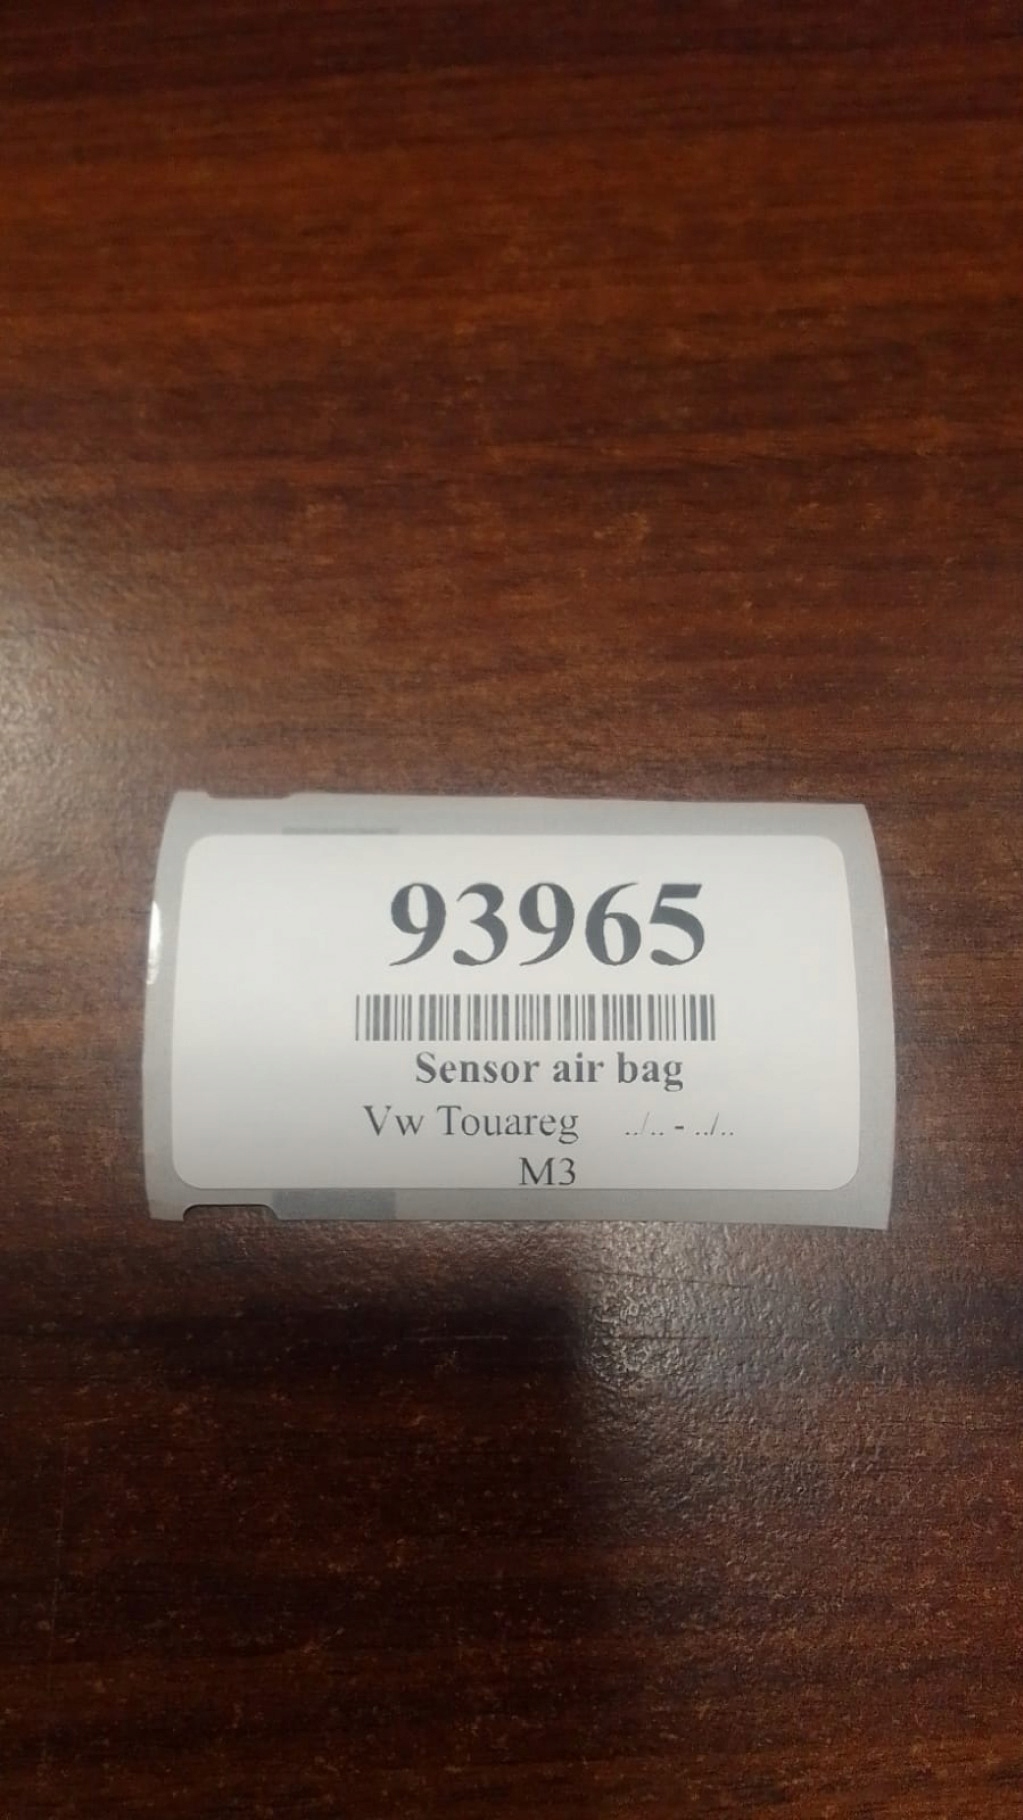 93965
Sensor air bag
Vw Touareg ../.. - ../..
M3